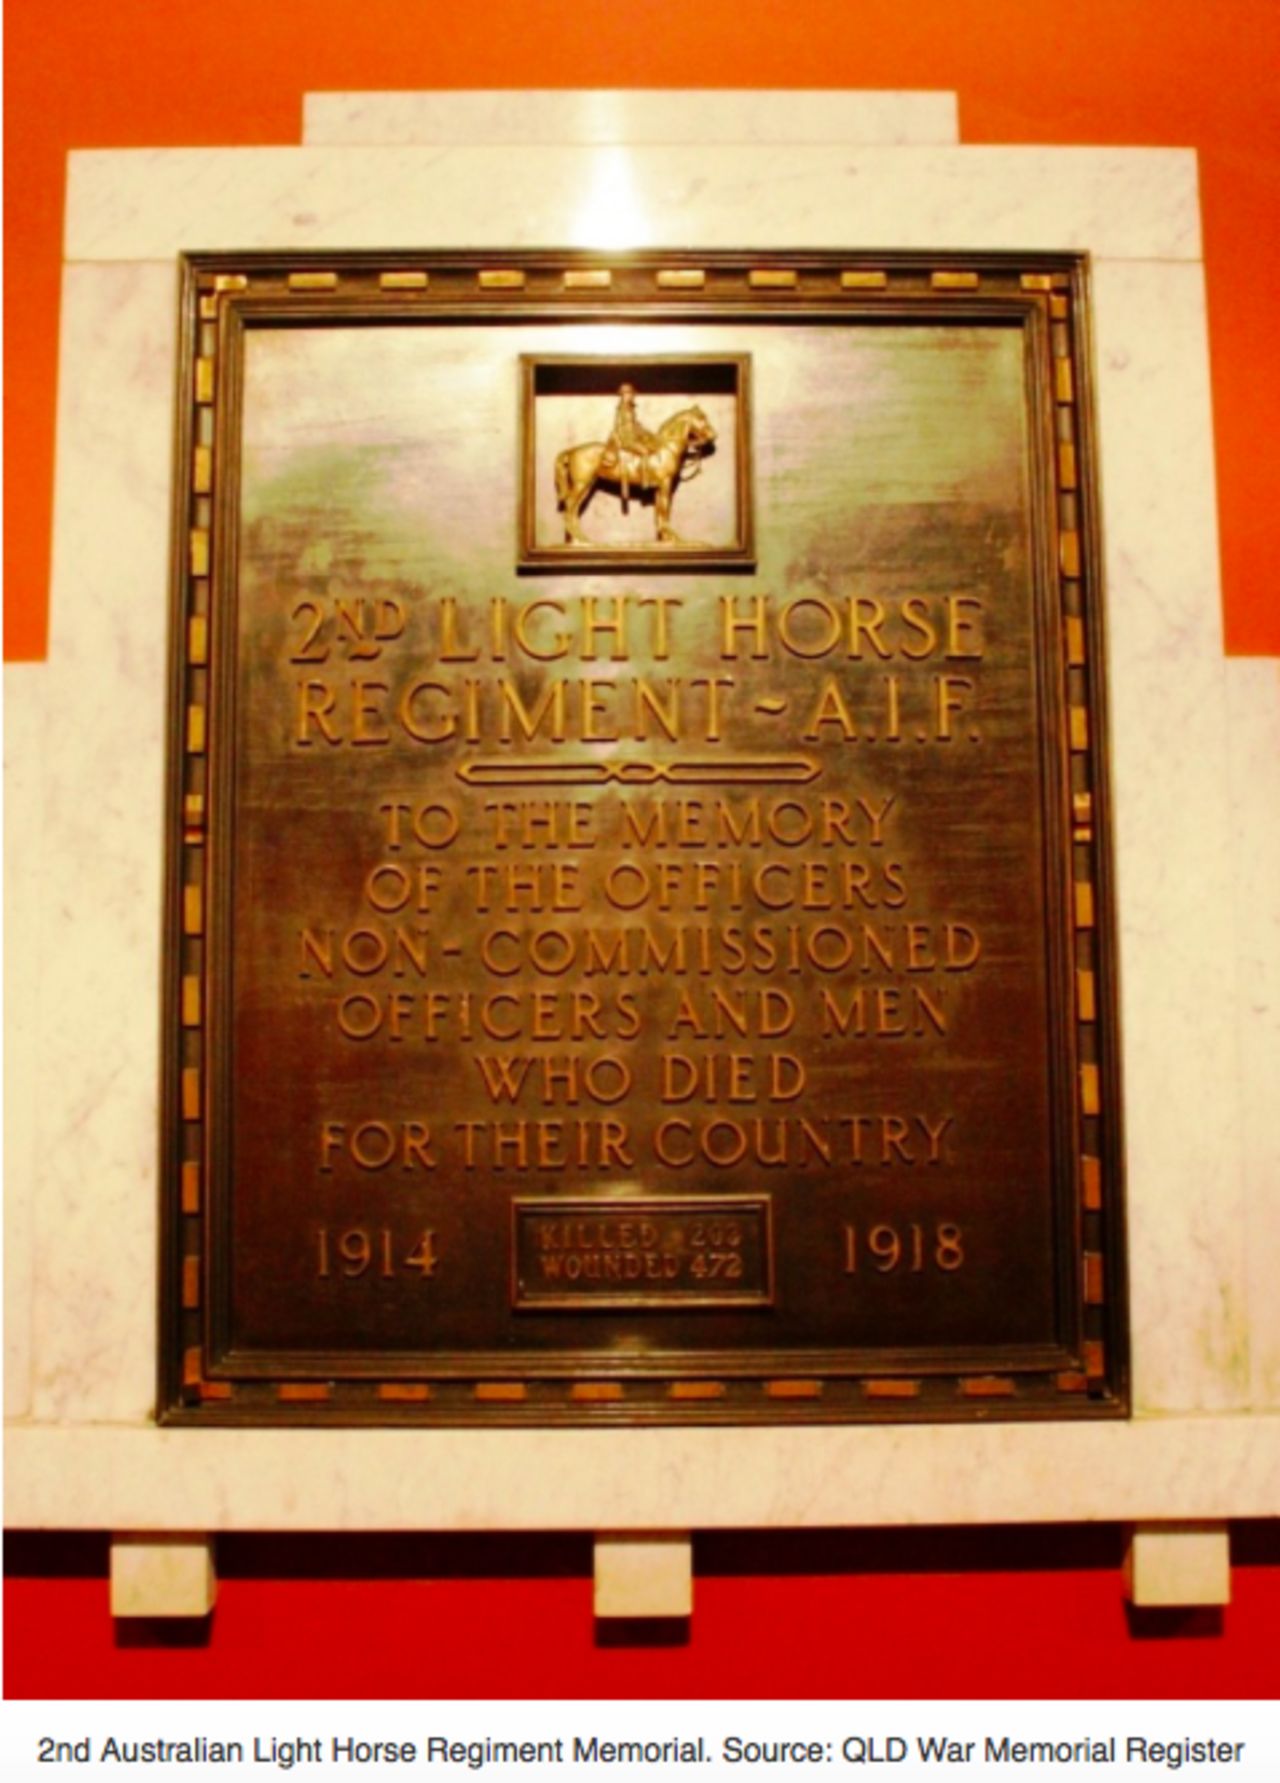 2ND LIGHT HORSE
REGIMENT ~ A.I.F.
TO THE MEMORY
OF THE OFFICERS
NON-COMMISSIONED
OFFICERS AND MEN
WHO DIED
FOR THEIR COUNTRY
1914
KILLED
WOUNDED 472
1918
2nd Australian Light Horse Regiment Memorial. Source: QLD War Memorial Register